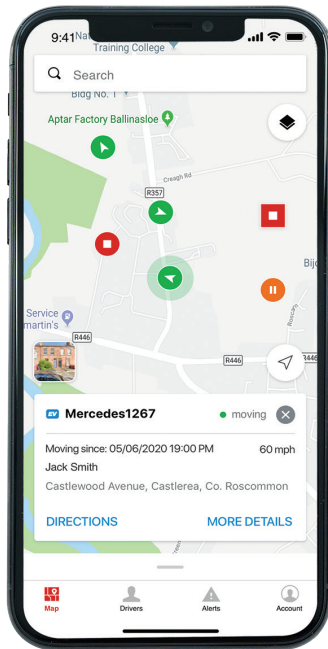 9:41
Training College
Search
Bldg No. 1
Aptar Factory Ballinasloe
Creagh Rd
R357
Bij
Service
martin's
R446
R446
EV Mercedes1267
moving
Moving since: 05/06/2020 19:00 PM
60 mph
Jack Smith
Castlewood Avenue, Castlerea, Co. Roscommon
DIRECTIONS
MORE DETAILS
Map
Drivers
Alerts
Account